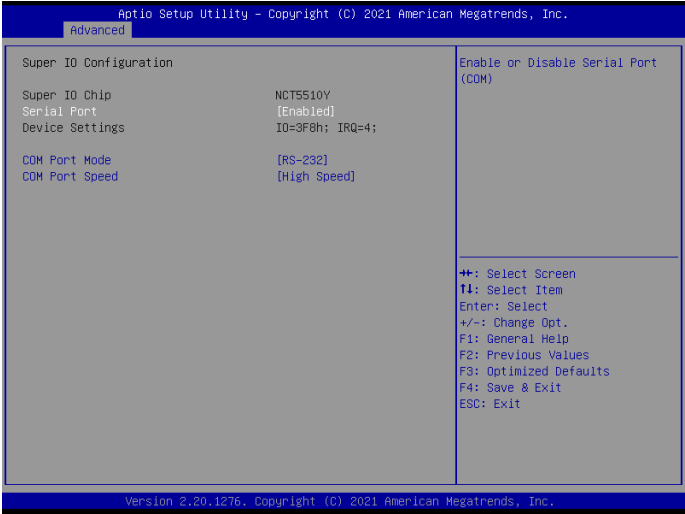 Aptio Setup Utility – Copyright (C) 2021 American Megatrends, Inc.
Advanced
Super IO Configuration
Super IO Chip NCT5510Y
Serial Port [Enabled]
Device Settings IO=3F8h; IRQ=4;
COM Port Mode [RS-232]
COM Port Speed [High Speed]
Enable or Disable Serial Port
(COM)
→←: Select Screen
↑↓: Select Item
Enter: Select
+/-: Change Opt.
F1: General Help
F2: Previous Values
F3: Optimized Defaults
F4: Save & Exit
ESC: Exit
Version 2.20.1276. Copyright (C) 2021 American Megatrends, Inc.